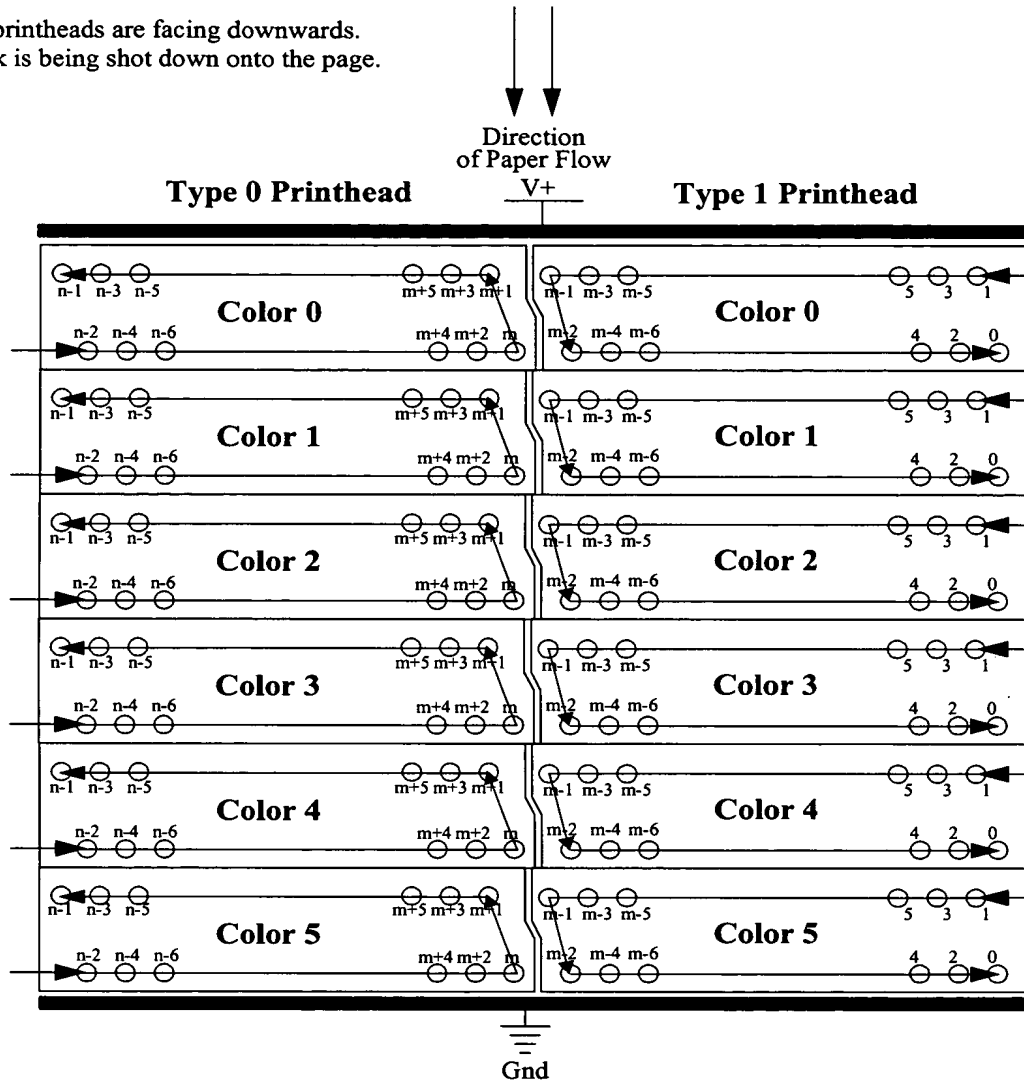 printheads are facing downwards.
k is being shot down onto the page.
Direction
of Paper Flow
Type 0 Printhead V+ Type 1 Printhead
n-1 n-3 n-5 m+5 m+3 m+1 m-1 m-3 m-5 5 3 1
Color 0 Color 0
n-2 n-4 n-6 m+4 m+2 m m-2 m-4 m-6 4 2 0
n-1 n-3 n-5 m+5 m+3 m+1 m-1 m-3 m-5 5 3 1
Color 1 Color 1
n-2 n-4 n-6 m+4 m+2 m m-2 m-4 m-6 4 2 0
n-1 n-3 n-5 m+5 m+3 m+1 m-1 m-3 m-5 5 3 1
Color 2 Color 2
n-2 n-4 n-6 m+4 m+2 m m-2 m-4 m-6 4 2 0
n-1 n-3 n-5 m+5 m+3 m+1 m-1 m-3 m-5 5 3 1
Color 3 Color 3
n-2 n-4 n-6 m+4 m+2 m m-2 m-4 m-6 4 2 0
n-1 n-3 n-5 m+5 m+3 m+1 m-1 m-3 m-5 5 3 1
Color 4 Color 4
n-2 n-4 n-6 m+4 m+2 m m-2 m-4 m-6 4 2 0
n-1 n-3 n-5 m+5 m+3 m+1 m-1 m-3 m-5 5 3 1
Color 5 Color 5
n-2 n-4 n-6 m+4 m+2 m m-2 m-4 m-6 4 2 0
Gnd